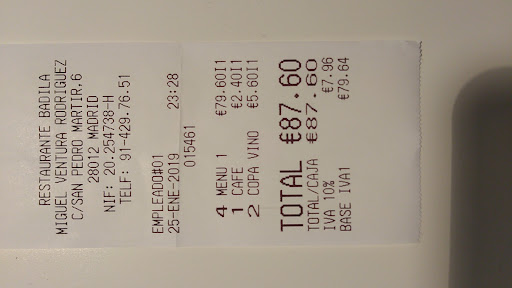 RESTAURANTE BADILA
MIGUEL VENTURA RODRIGUEZ
C/SAN PEDRO MARTIR.6
28012 MADRID
NIF: 20.254738-H
TELF: 91-429.76.51
EMPLEADO#01
25-ENE-2019 23:28
015461
4 MENU 1 €79.60I1
1 CAFE €2.40I1
2 COPA VINO €5.60I1
TOTAL €87.60
TOTAL/CAJA €87.60
IVA 10% €7.96
BASE IVA1 €79.64